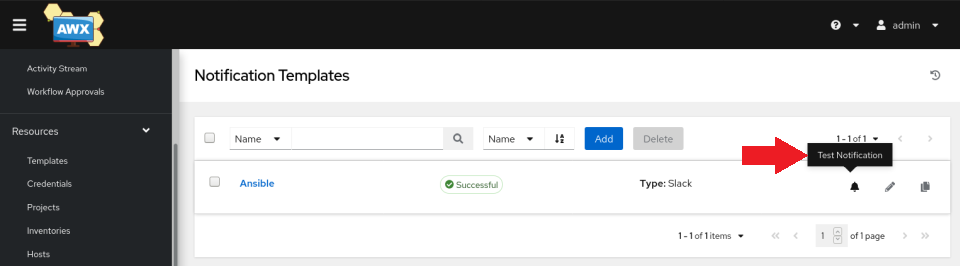 AWX
admin
Activity Stream
Workflow Approvals
Resources
Templates
Credentials
Projects
Inventories
Hosts
Notification Templates
Name
Name
Add
Delete
1 - 1 of 1
Test Notification
Ansible
Successful
Type: Slack
1 - 1 of 1 items
1
of 1 page